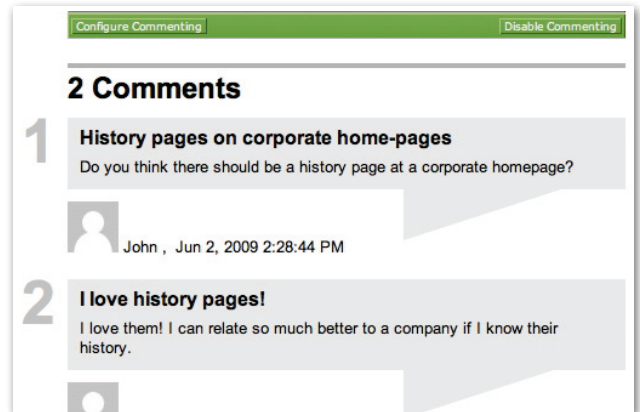 Configure Commenting Disable Commenting
2 Comments
1
History pages on corporate home-pages
Do you think there should be a history page at a corporate homepage?
John , Jun 2, 2009 2:28:44 PM
2
I love history pages!
I love them! I can relate so much better to a company if I know their
history.